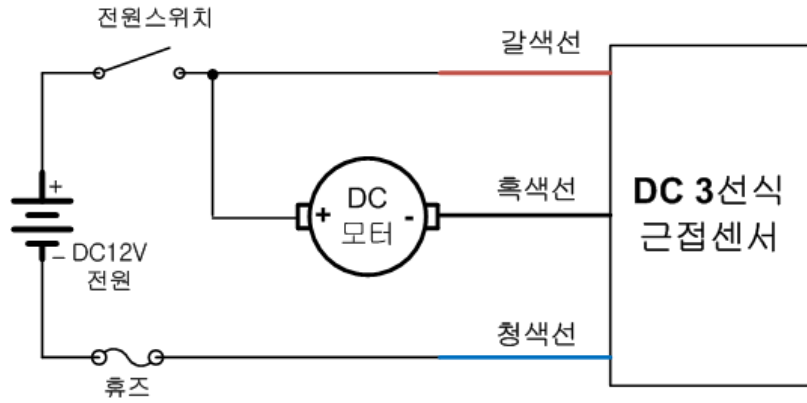 전원스위치
갈색선
+
DC
모터
+
-
흑색선
DC 3선식
근접센서
- DC12V
전원
청색선
휴즈